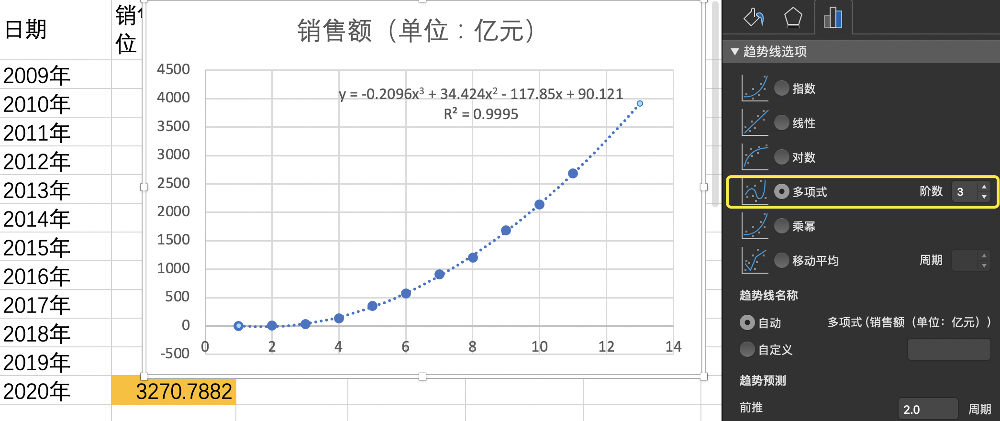 日期
销
位
2009年
2010年
2011年
2012年
2013年
2014年
2015年
2016年
2017年
2018年
2019年
2020年
3270.7882
销售额（单位：亿元）
4500
4000
3500
3000
2500
2000
1500
1000
500
0
-500
0 2 4 6 8 10 12 14
y = -0.2096x³ + 34.424x² - 117.85x + 90.121
R² = 0.9995
趋势线选项
指数
线性
对数
多项式 阶数 3
乘幂
移动平均 周期
趋势线名称
自动 多项式 (销售额（单位：亿元）)
自定义
趋势预测
前推 2.0 周期